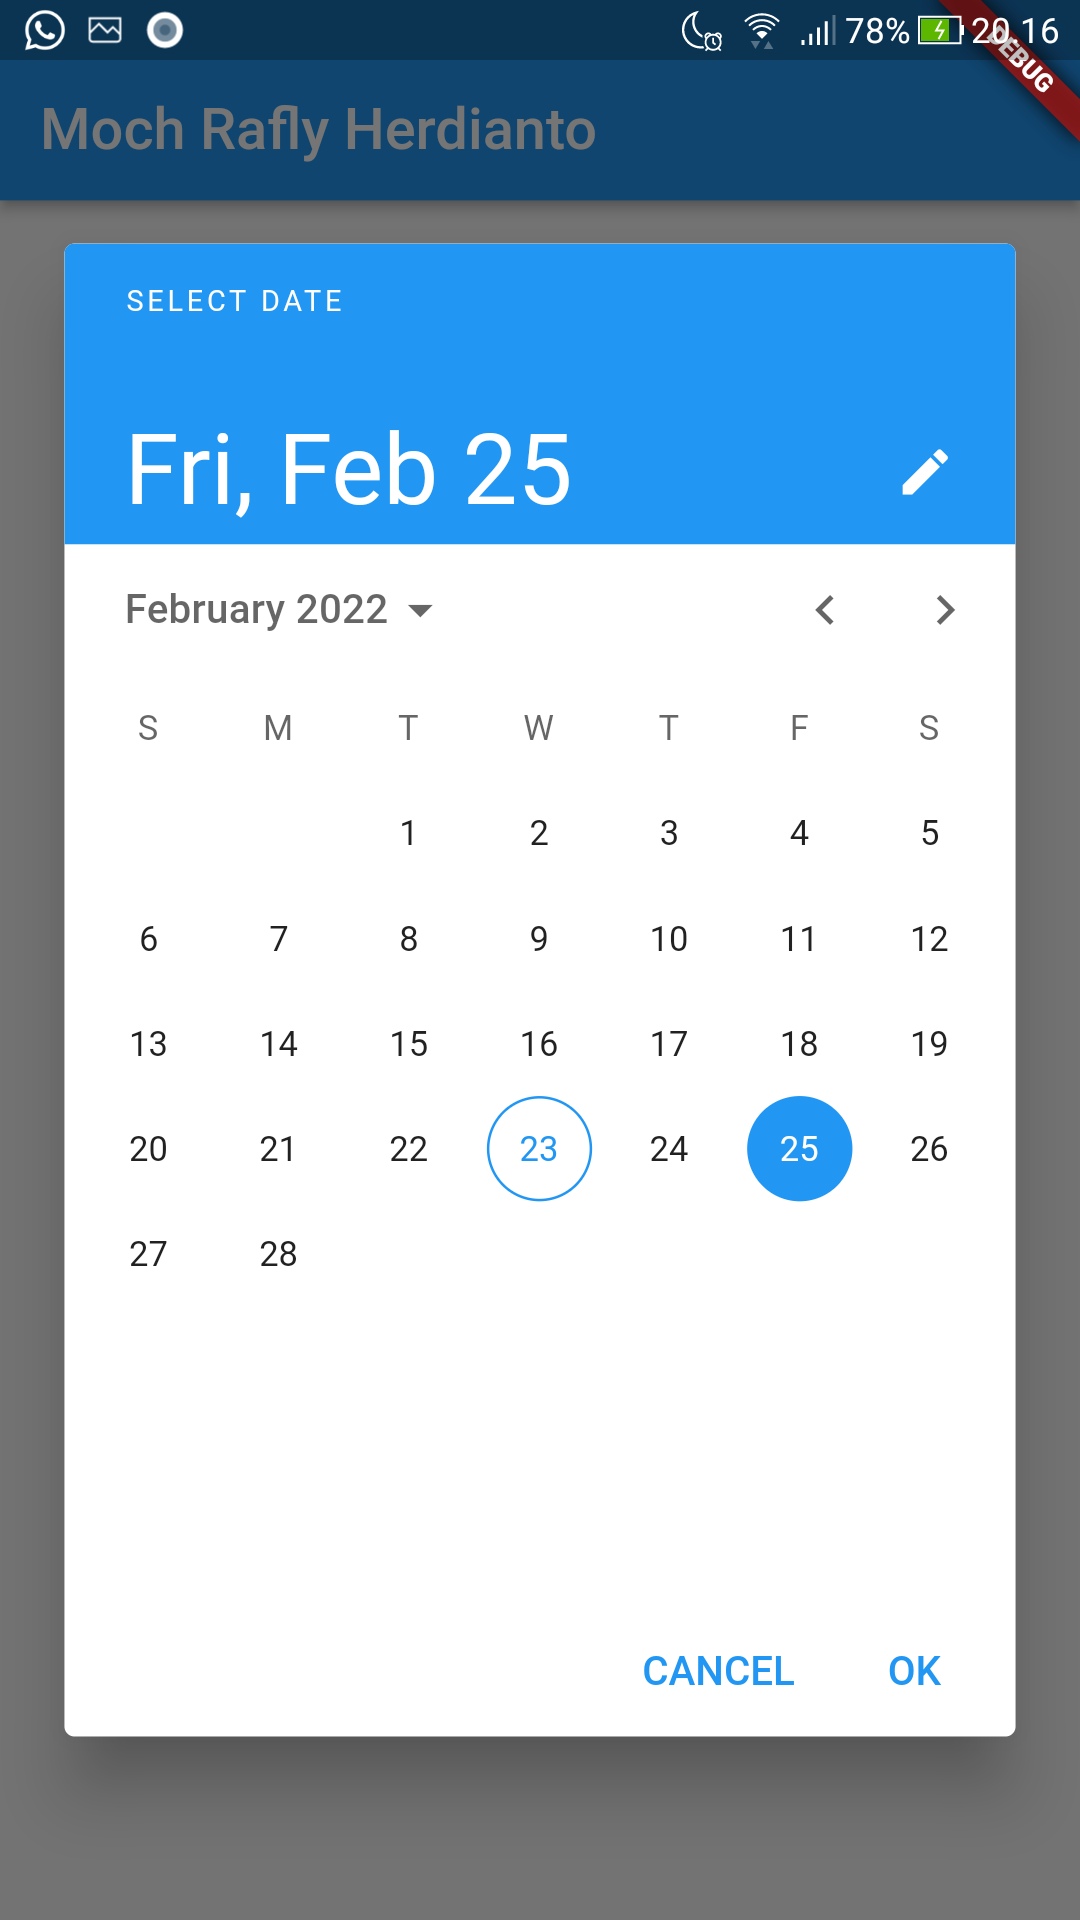 78% 20.16
DEBUG
Moch Rafly Herdianto
SELECT DATE
Fri, Feb 25
February 2022
S M T W T F S
1 2 3 4 5
6 7 8 9 10 11 12
13 14 15 16 17 18 19
20 21 22 23 24 25 26
27 28
CANCEL OK